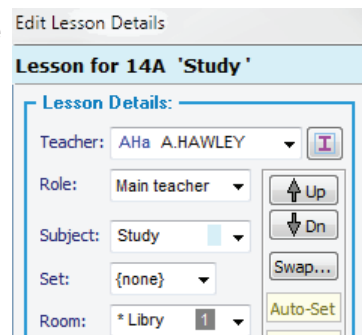 Edit Lesson Details
Lesson for 14A 'Study '
Lesson Details:
Teacher: AHa A.HAWLEY I
Role: Main teacher Up
Subject: Study Dn
Set: {none} Swap...
Room: * Libry 1 Auto-Set